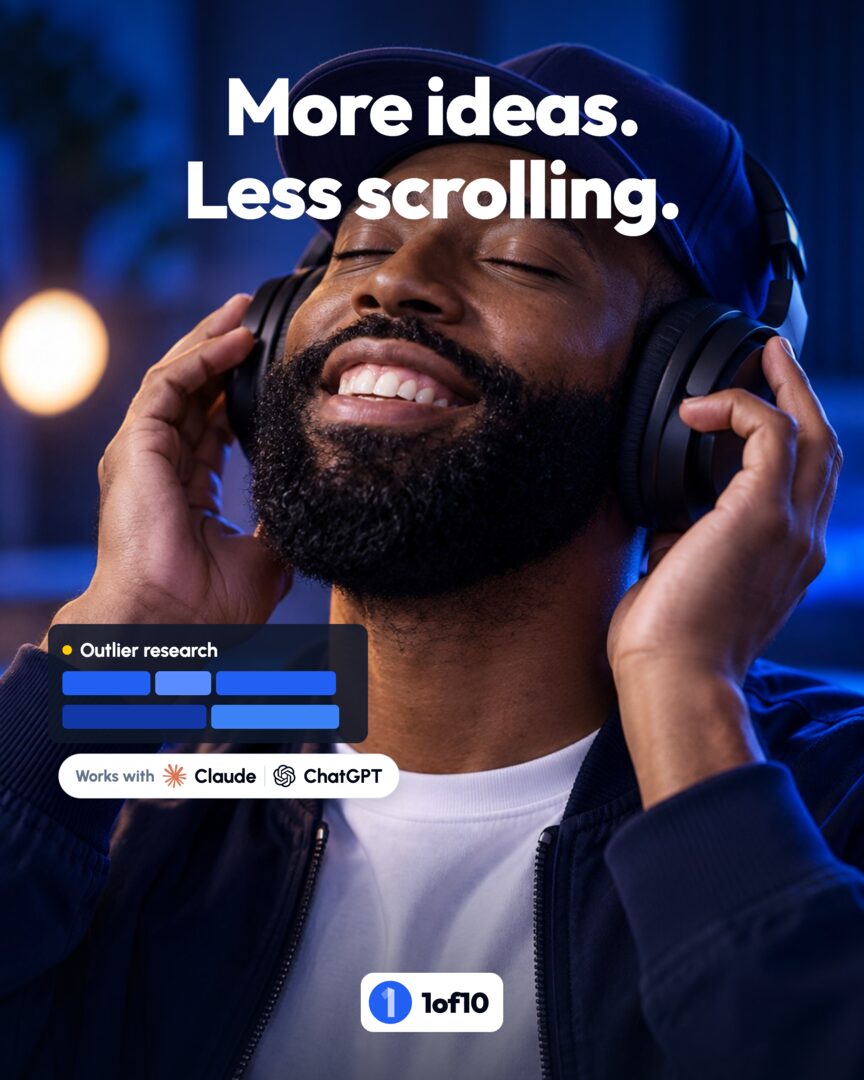 More ideas.
Less scrolling.
Outlier research
Works with Claude ChatGPT
1of10